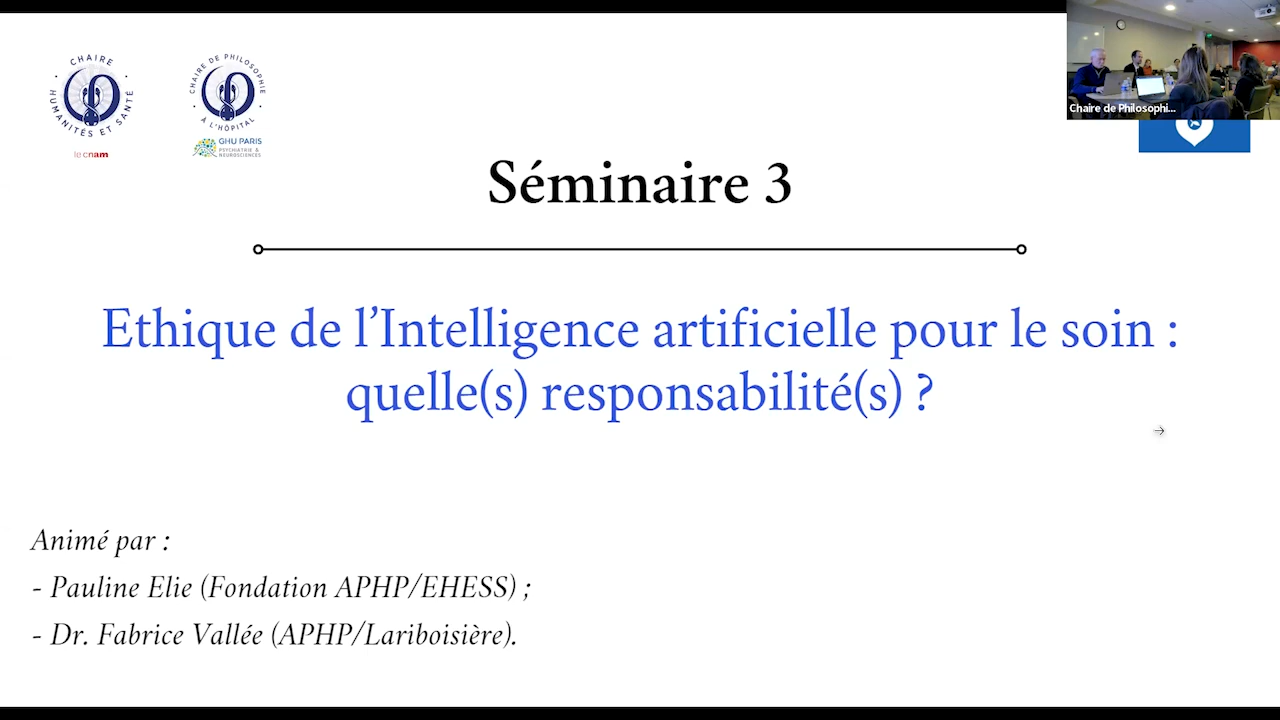 CHAIRE
HUMANITÉS ET SANTÉ
le cnam
CHAIRE DE PHILOSOPHIE
À L'HÔPITAL
GHU PARIS
PSYCHIATRIE &
NEUROSCIENCES
Chaire de Philosophi...
Séminaire 3
Ethique de l’Intelligence artificielle pour le soin :
quelle(s) responsabilité(s) ?
Animé par :
- Pauline Elie (Fondation APHP/EHESS) ;
- Dr. Fabrice Vallée (APHP/Lariboisière).